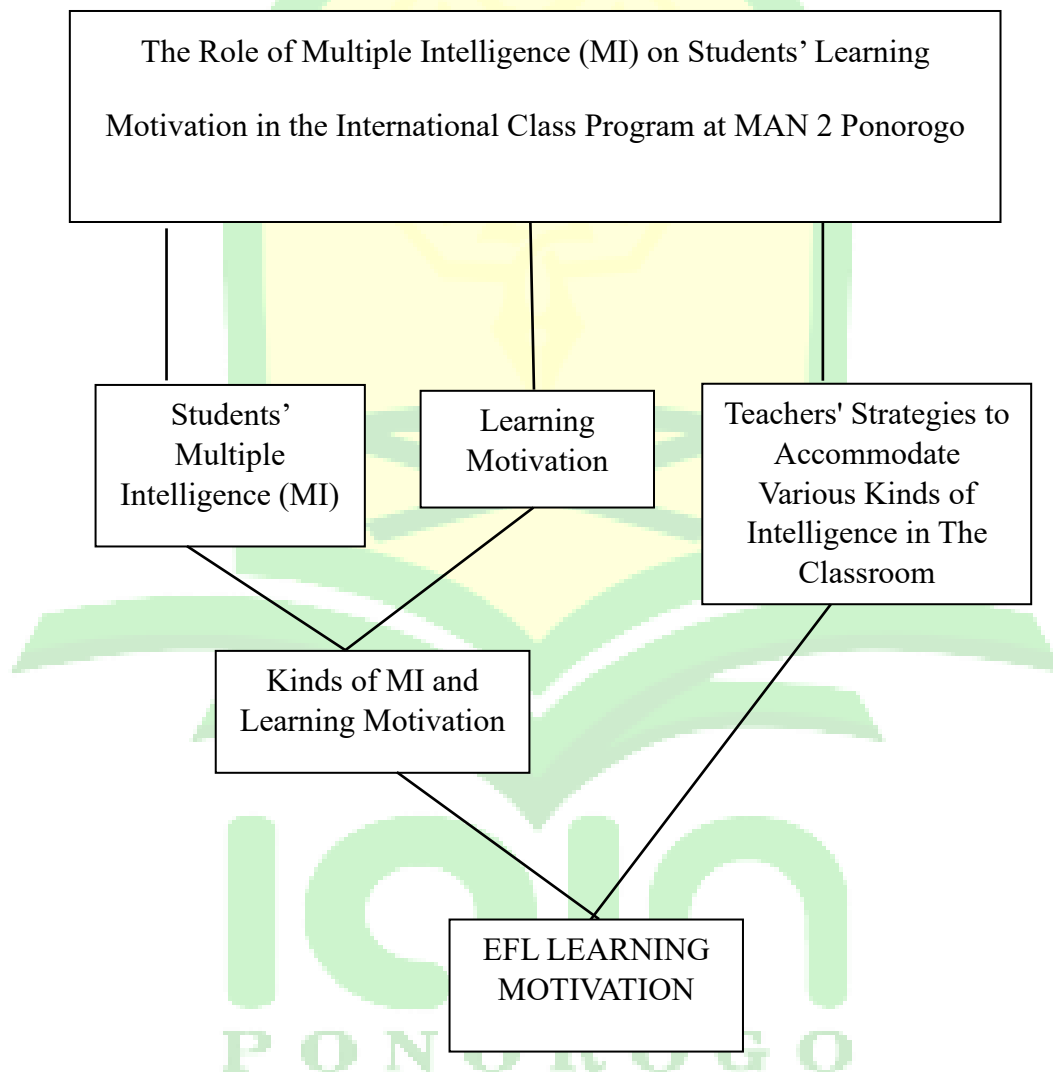 The Role of Multiple Intelligence (MI) on Students’ Learning
Motivation in the International Class Program at MAN 2 Ponorogo
Students’
Multiple
Intelligence (MI)
Learning
Motivation
Teachers' Strategies to
Accommodate
Various Kinds of
Intelligence in The
Classroom
Kinds of MI and
Learning Motivation
EFL LEARNING
MOTIVATION
iain
PONOROGO